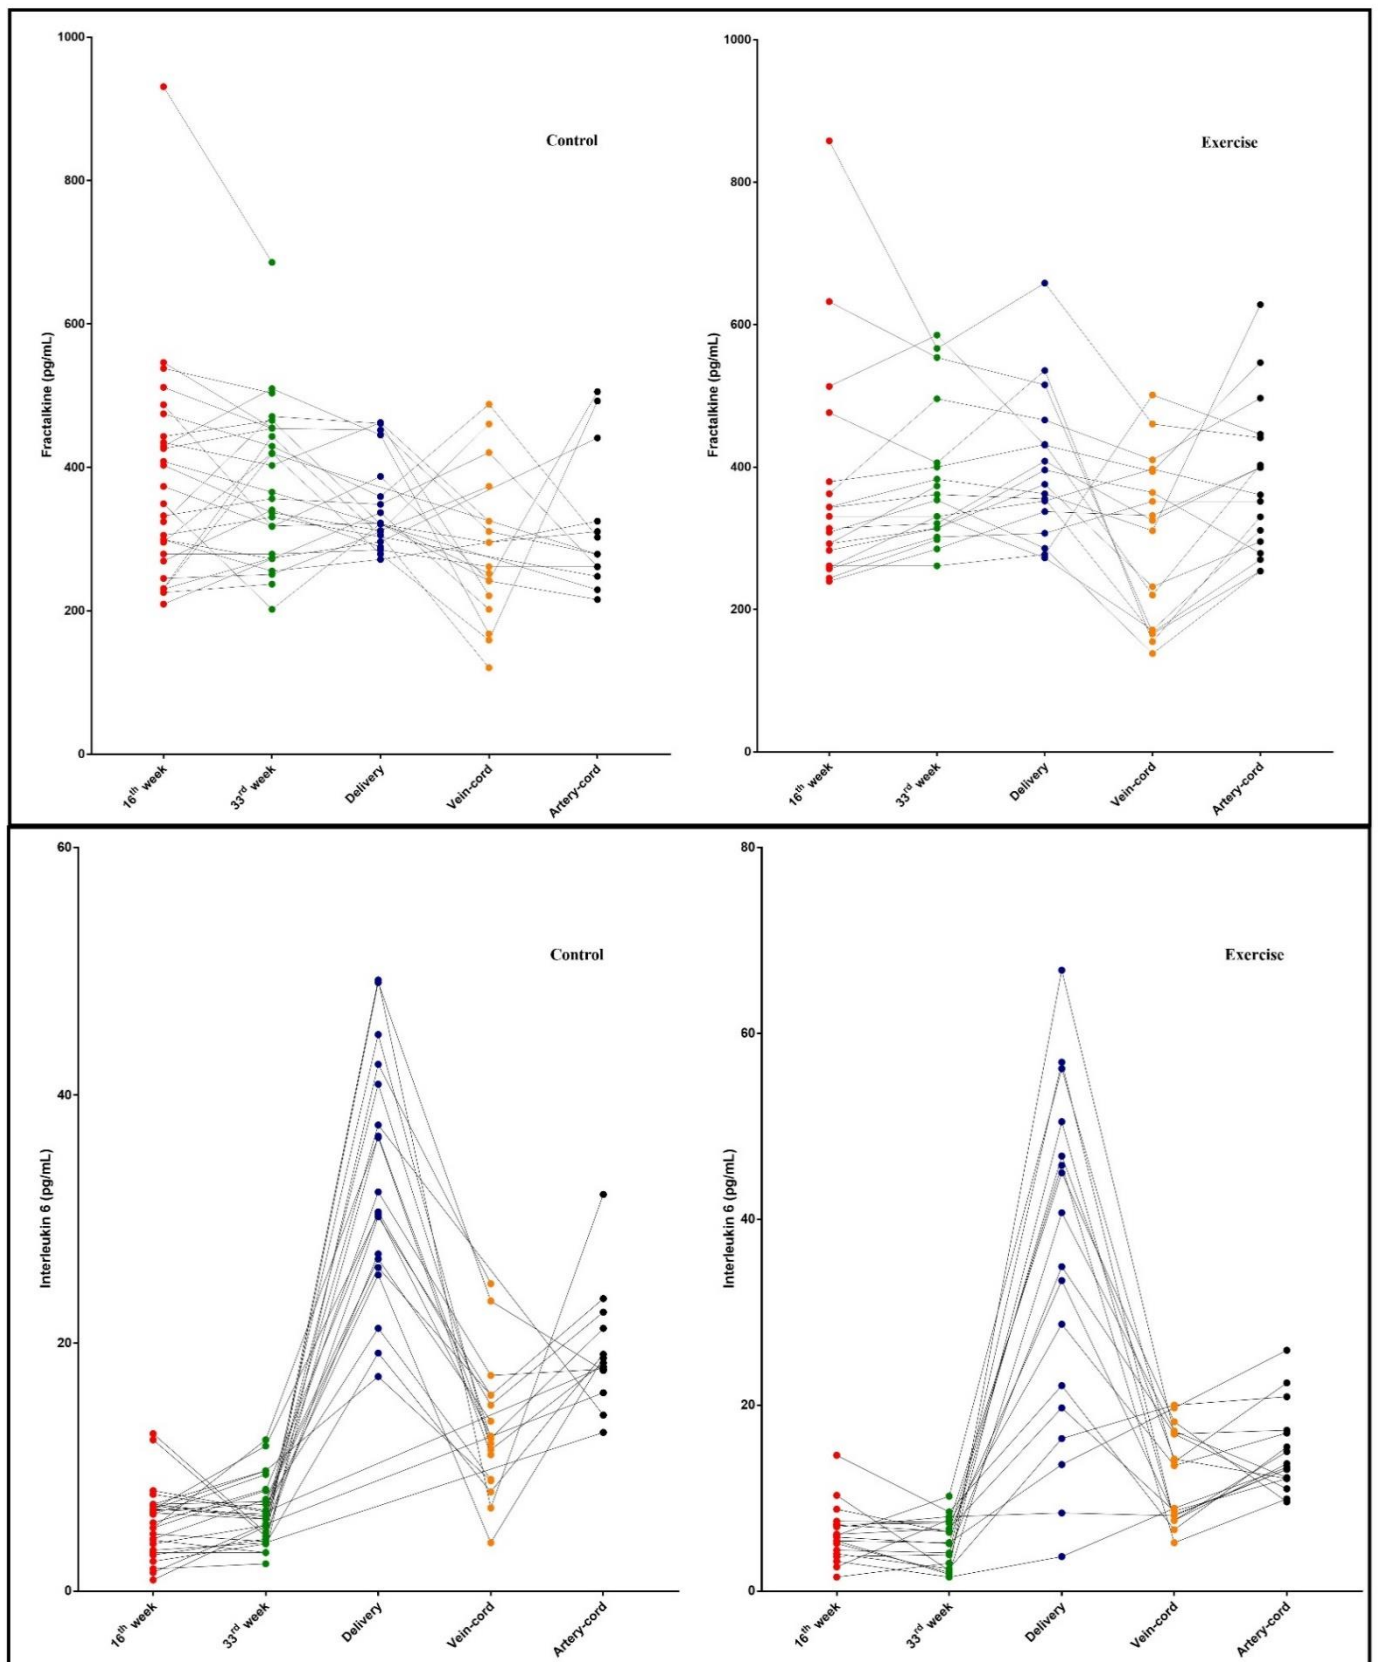 1000
800
600
400
200
0
Fractalkine (pg/mL)
Control
16th week
33rd week
Delivery
Vein-cord
Artery-cord
1000
800
600
400
200
0
Fractalkine (pg/mL)
Exercise
16th week
33rd week
Delivery
Vein-cord
Artery-cord
60
40
20
0
Interleukin 6 (pg/mL)
Control
16th week
33rd week
Delivery
Vein-cord
Artery-cord
80
60
40
20
0
Interleukin 6 (pg/mL)
Exercise
16th week
33rd week
Delivery
Vein-cord
Artery-cord